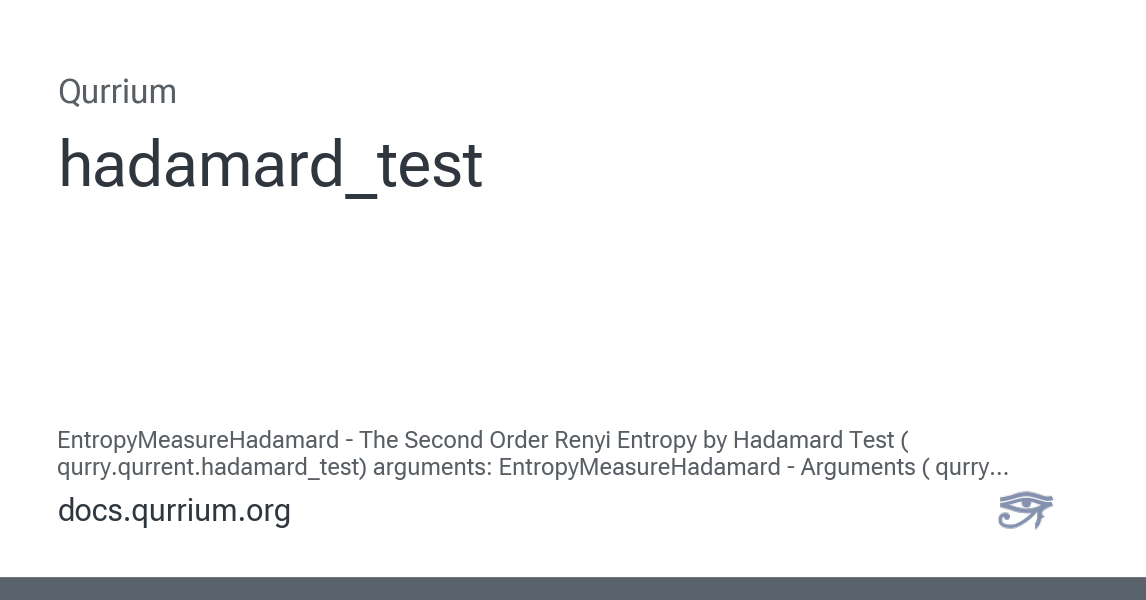 Qurrium
hadamard_test
EntropyMeasureHadamard - The Second Order Renyi Entropy by Hadamard Test (
qurry.qurrent.hadamard_test) arguments: EntropyMeasureHadamard - Arguments ( qurry...
docs.qurrium.org